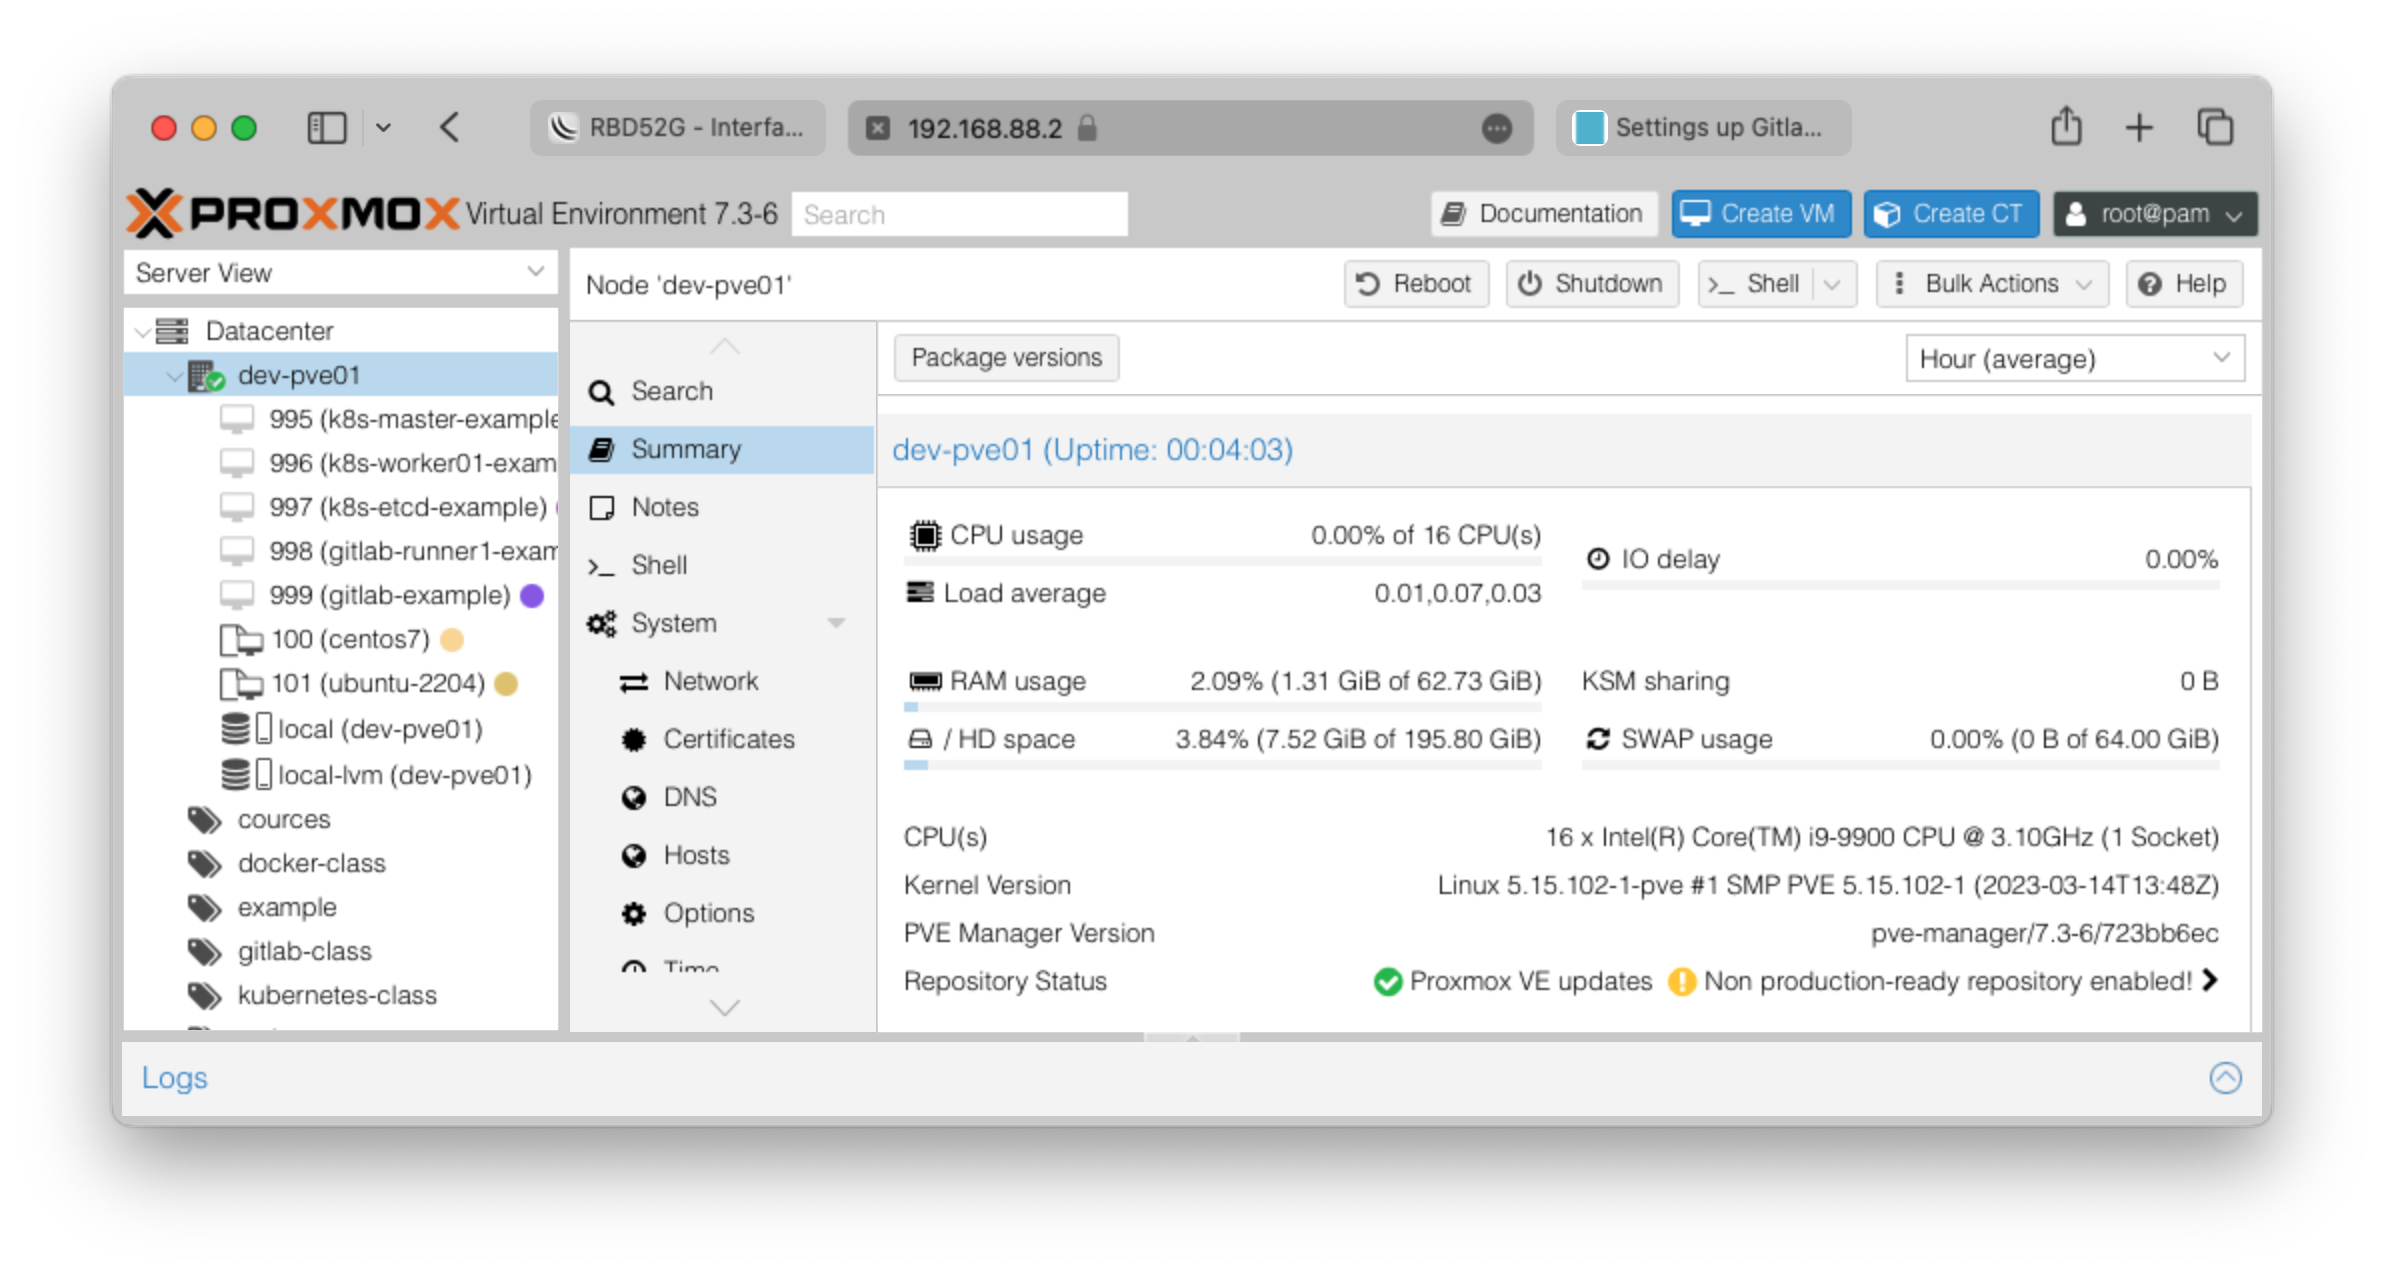 RBD52G - Interfa...
192.168.88.2
Settings up Gitla...
PROXMOX Virtual Environment 7.3-6
Search
Documentation
Create VM
Create CT
root@pam
Server View
Datacenter
dev-pve01
995 (k8s-master-example
996 (k8s-worker01-exam
997 (k8s-etcd-example)
998 (gitlab-runner1-exam
999 (gitlab-example)
100 (centos7)
101 (ubuntu-2204)
local (dev-pve01)
local-lvm (dev-pve01)
cources
docker-class
example
gitlab-class
kubernetes-class
Node 'dev-pve01'
Reboot
Shutdown
>_ Shell
Bulk Actions
Help
Search
Summary
Notes
>_ Shell
System
Network
Certificates
DNS
Hosts
Options
Time
Package versions
Hour (average)
dev-pve01 (Uptime: 00:04:03)
CPU usage 0.00% of 16 CPU(s)
IO delay 0.00%
Load average 0.01,0.07,0.03
RAM usage 2.09% (1.31 GiB of 62.73 GiB)
KSM sharing 0 B
/ HD space 3.84% (7.52 GiB of 195.80 GiB)
SWAP usage 0.00% (0 B of 64.00 GiB)
CPU(s) 16 x Intel(R) Core(TM) i9-9900 CPU @ 3.10GHz (1 Socket)
Kernel Version Linux 5.15.102-1-pve #1 SMP PVE 5.15.102-1 (2023-03-14T13:48Z)
PVE Manager Version pve-manager/7.3-6/723bb6ec
Repository Status Proxmox VE updates Non production-ready repository enabled!
Logs